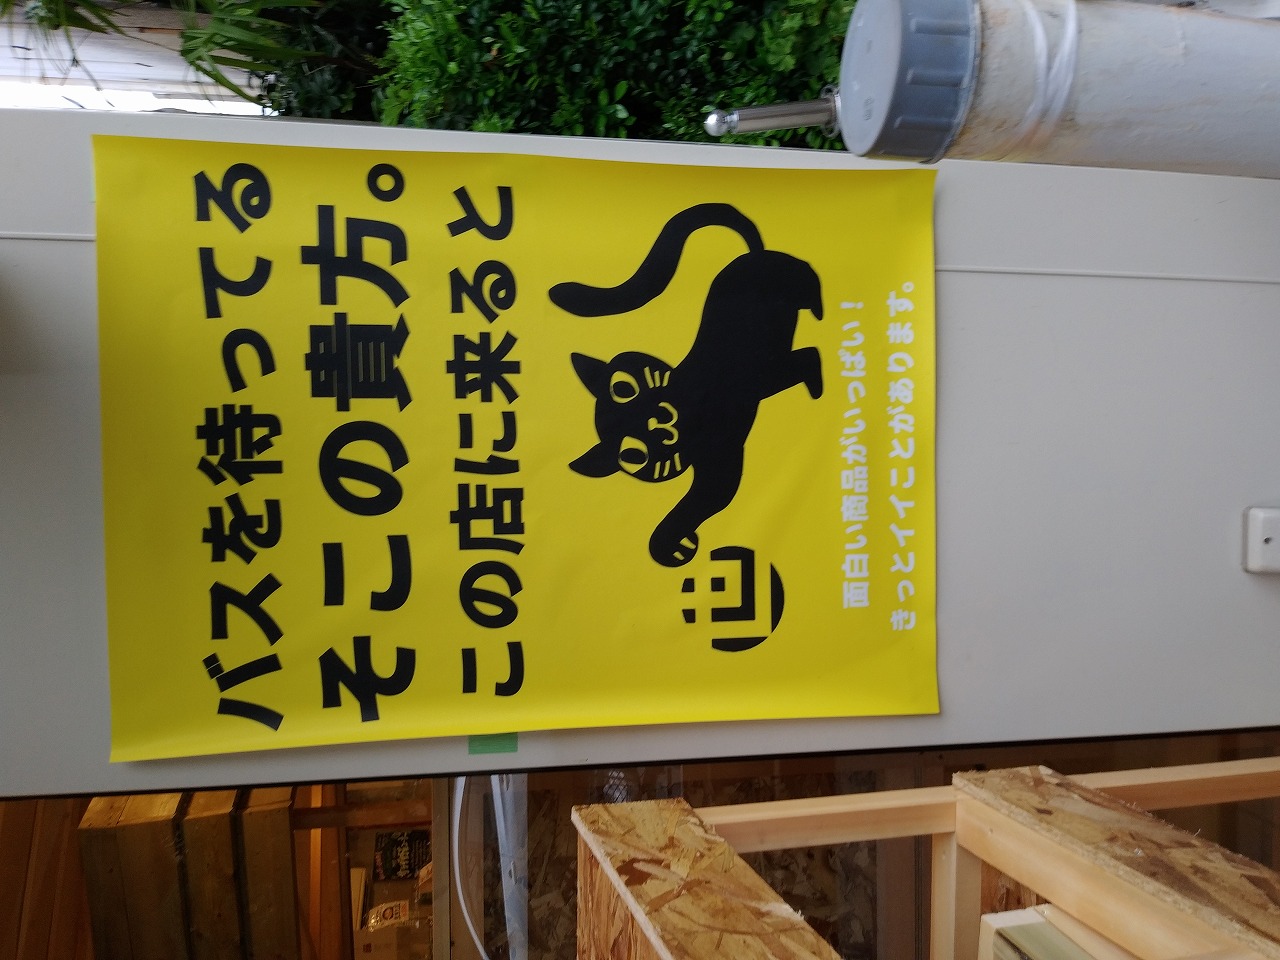 バスを待ってる
そこの貴方。
この店に来ると
面白い商品がいっぱい！
きっとイイことがあります。